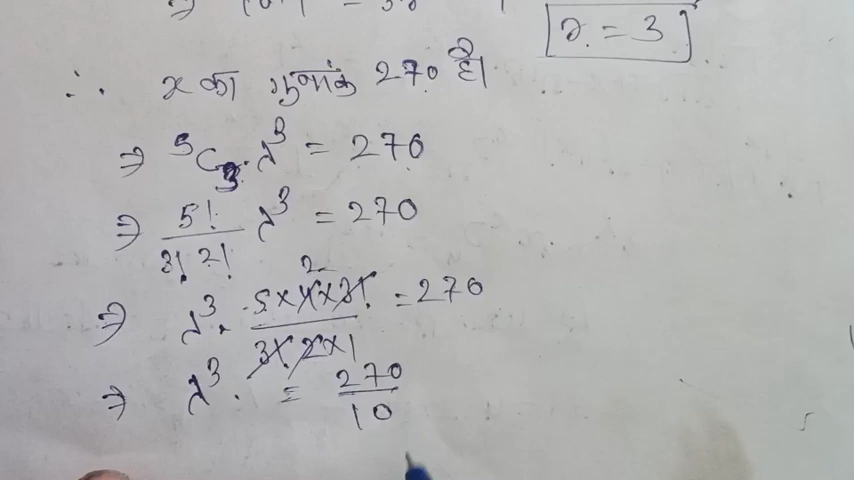 r = 3
∴ x का गुणांक 270 है।
⇒ ⁵C₃. λ³ = 270
⇒ 5!/3! 2! λ³ = 270
⇒ λ³. 5×4×3!/3!×2×1 = 270
2
⇒ λ³. = 270/10